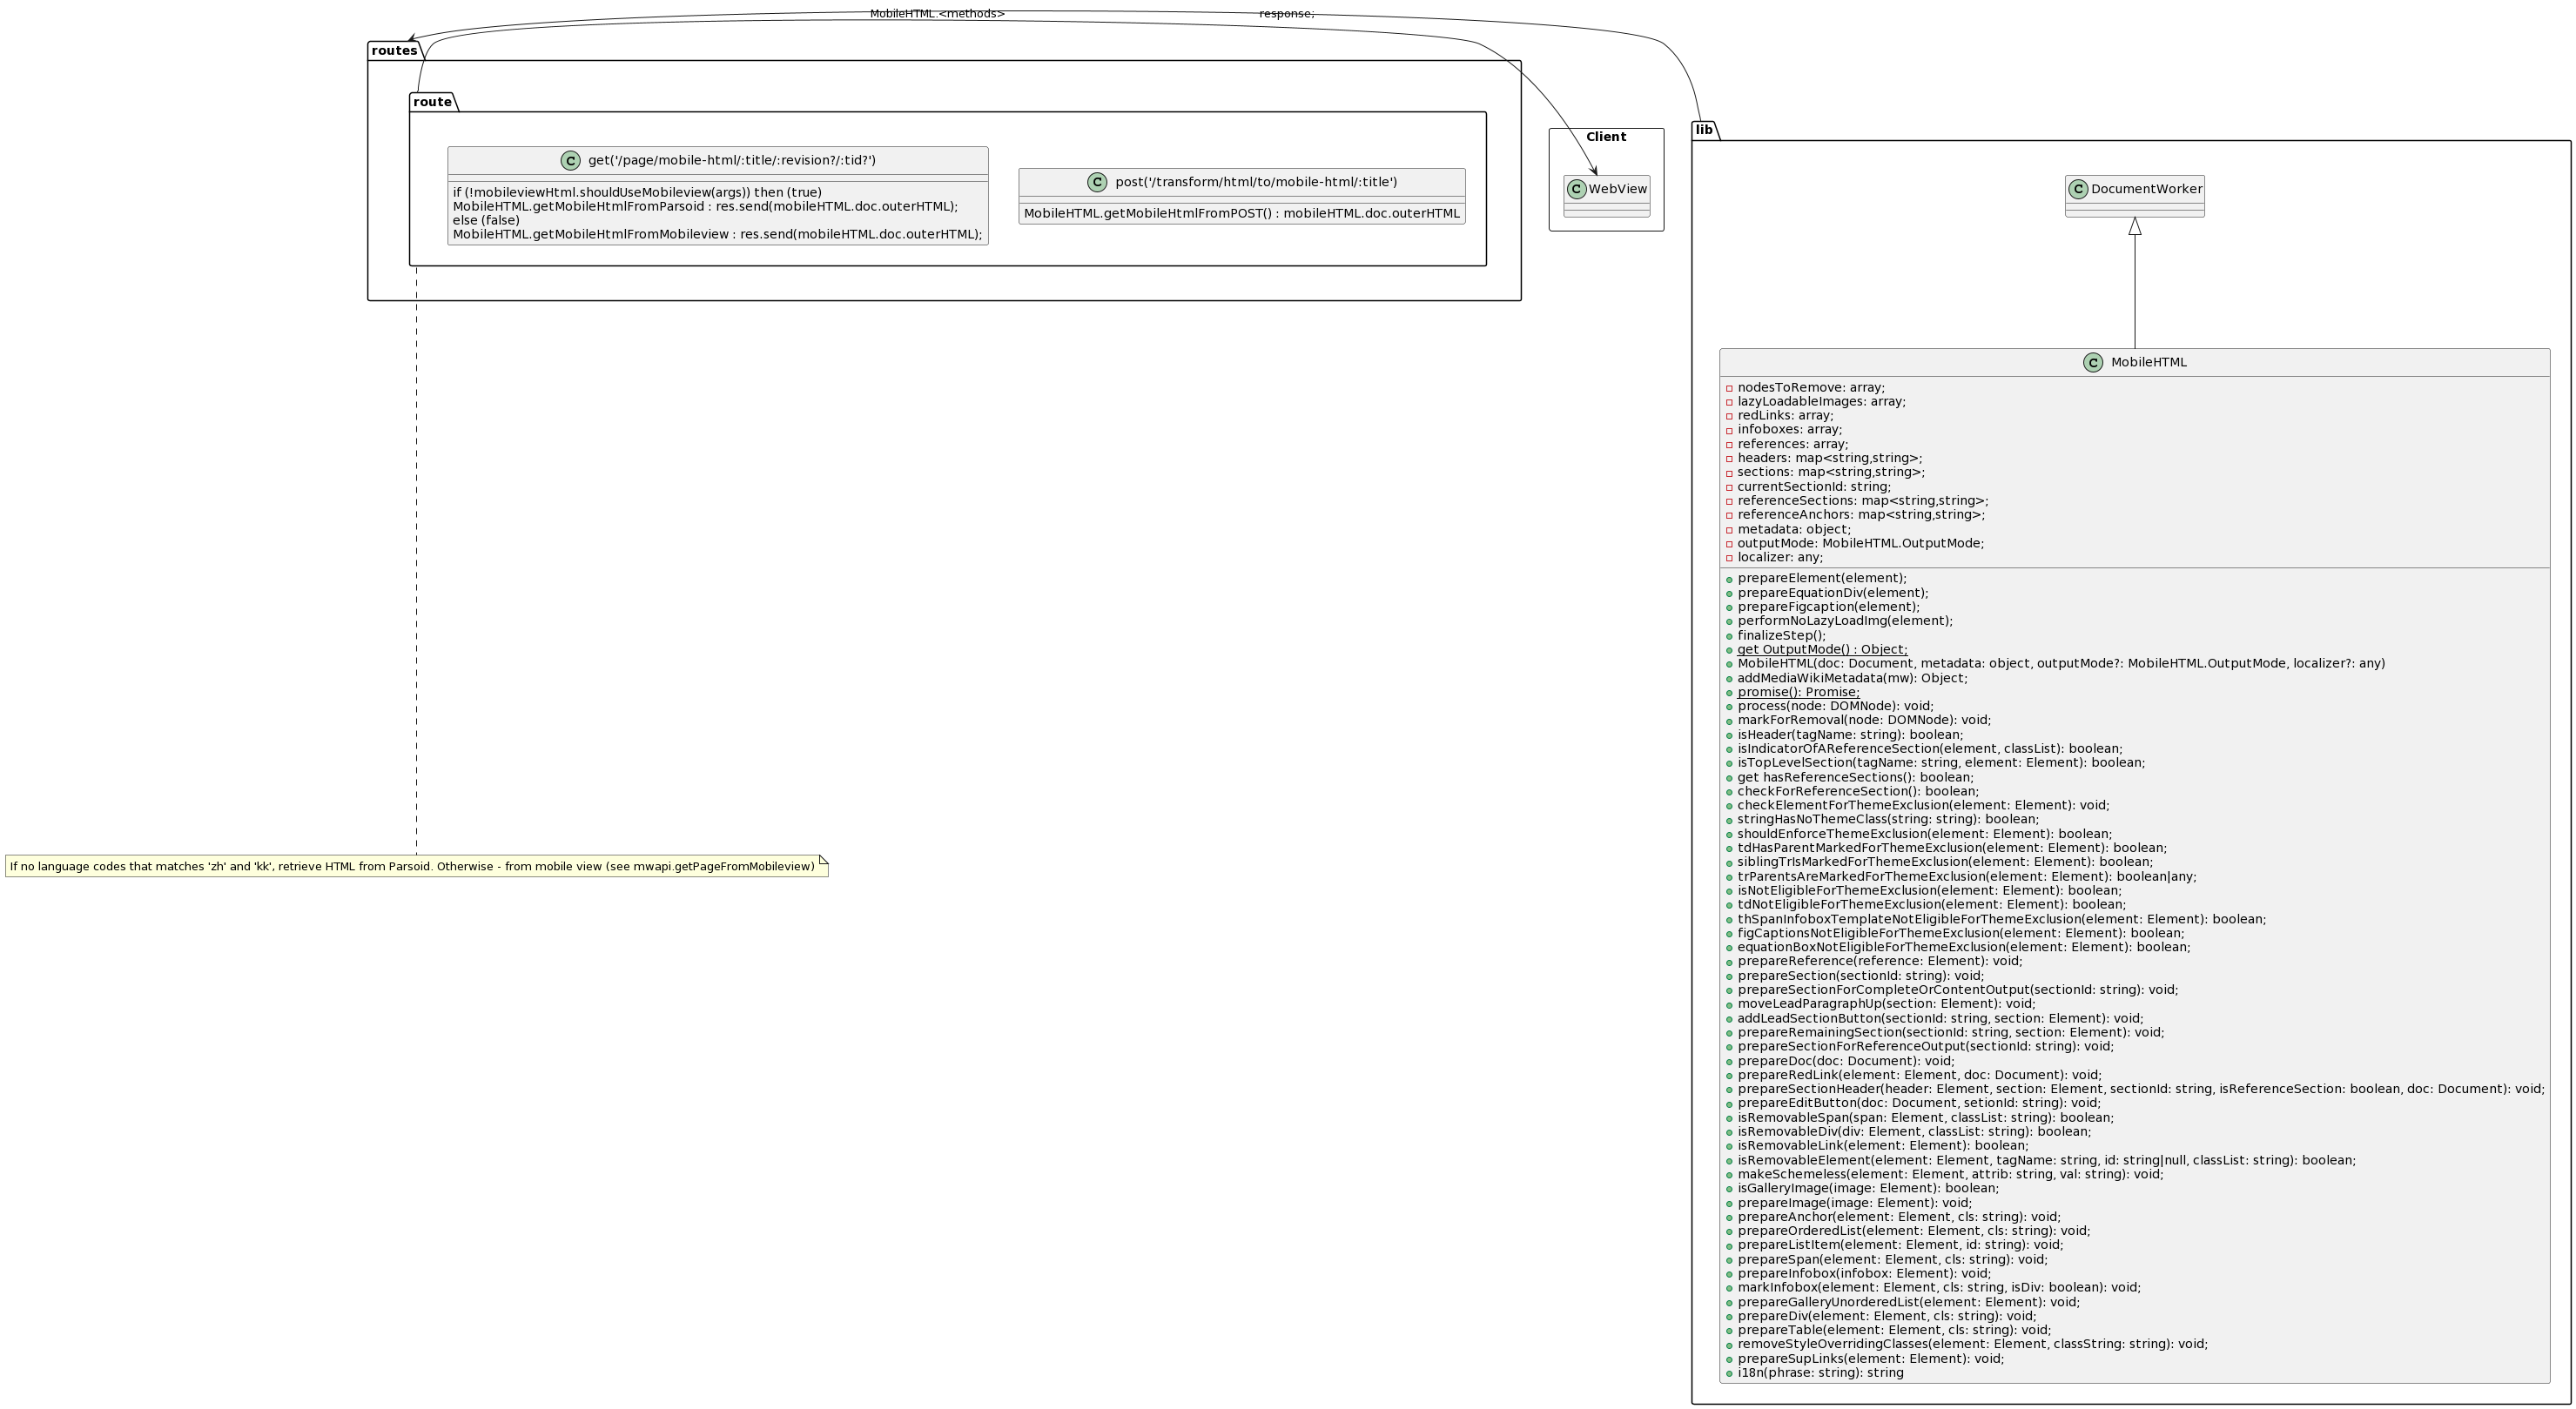 MobileHTML.<methods>
response;
routes
route
get('/page/mobile-html/:title/:revision?/:tid?')
if (!mobileviewHtml.shouldUseMobileview(args)) then (true)
MobileHTML.getMobileHtmlFromParsoid : res.send(mobileHTML.doc.outerHTML);
else (false)
MobileHTML.getMobileHtmlFromMobileview : res.send(mobileHTML.doc.outerHTML);
post('/transform/html/to/mobile-html/:title')
MobileHTML.getMobileHtmlFromPOST() : mobileHTML.doc.outerHTML
Client
WebView
lib
DocumentWorker
MobileHTML
nodesToRemove: array;
lazyLoadableImages: array;
redLinks: array;
infoboxes: array;
references: array;
headers: map<string,string>;
sections: map<string,string>;
currentSectionId: string;
referenceSections: map<string,string>;
referenceAnchors: map<string,string>;
metadata: object;
outputMode: MobileHTML.OutputMode;
localizer: any;
prepareElement(element);
prepareEquationDiv(element);
prepareFigcaption(element);
performNoLazyLoadImg(element);
finalizeStep();
get OutputMode() : Object;
MobileHTML(doc: Document, metadata: object, outputMode?: MobileHTML.OutputMode, localizer?: any)
addMediaWikiMetadata(mw): Object;
promise(): Promise;
process(node: DOMNode): void;
markForRemoval(node: DOMNode): void;
isHeader(tagName: string): boolean;
isIndicatorOfAReferenceSection(element, classList): boolean;
isTopLevelSection(tagName: string, element: Element): boolean;
get hasReferenceSections(): boolean;
checkForReferenceSection(): boolean;
checkElementForThemeExclusion(element: Element): void;
stringHasNoThemeClass(string: string): boolean;
shouldEnforceThemeExclusion(element: Element): boolean;
tdHasParentMarkedForThemeExclusion(element: Element): boolean;
siblingTrIsMarkedForThemeExclusion(element: Element): boolean;
trParentsAreMarkedForThemeExclusion(element: Element): boolean|any;
isNotEligibleForThemeExclusion(element: Element): boolean;
tdNotEligibleForThemeExclusion(element: Element): boolean;
thSpanInfoboxTemplateNotEligibleForThemeExclusion(element: Element): boolean;
figCaptionsNotEligibleForThemeExclusion(element: Element): boolean;
equationBoxNotEligibleForThemeExclusion(element: Element): boolean;
prepareReference(reference: Element): void;
prepareSection(sectionId: string): void;
prepareSectionForCompleteOrContentOutput(sectionId: string): void;
moveLeadParagraphUp(section: Element): void;
addLeadSectionButton(sectionId: string, section: Element): void;
prepareRemainingSection(sectionId: string, section: Element): void;
prepareSectionForReferenceOutput(sectionId: string): void;
prepareDoc(doc: Document): void;
prepareRedLink(element: Element, doc: Document): void;
prepareSectionHeader(header: Element, section: Element, sectionId: string, isReferenceSection: boolean, doc: Document): void;
prepareEditButton(doc: Document, setionId: string): void;
isRemovableSpan(span: Element, classList: string): boolean;
isRemovableDiv(div: Element, classList: string): boolean;
isRemovableLink(element: Element): boolean;
isRemovableElement(element: Element, tagName: string, id: string|null, classList: string): boolean;
makeSchemeless(element: Element, attrib: string, val: string): void;
isGalleryImage(image: Element): boolean;
prepareImage(image: Element): void;
prepareAnchor(element: Element, cls: string): void;
prepareOrderedList(element: Element, cls: string): void;
prepareListItem(element: Element, id: string): void;
prepareSpan(element: Element, cls: string): void;
prepareInfobox(infobox: Element): void;
markInfobox(element: Element, cls: string, isDiv: boolean): void;
prepareGalleryUnorderedList(element: Element): void;
prepareDiv(element: Element, cls: string): void;
prepareTable(element: Element, cls: string): void;
removeStyleOverridingClasses(element: Element, classString: string): void;
prepareSupLinks(element: Element): void;
i18n(phrase: string): string
If no language codes that matches 'zh' and 'kk', retrieve HTML from Parsoid. Otherwise - from mobile view (see mwapi.getPageFromMobileview)